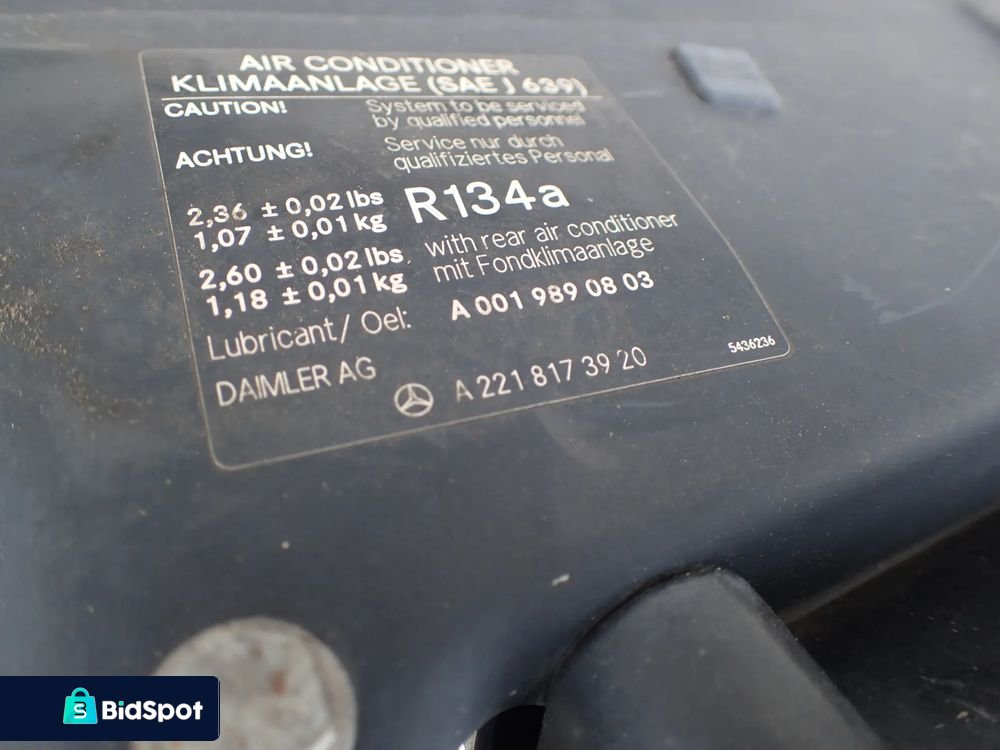 AIR CONDITIONER
KLIMAANLAGE (SAE J 639)
CAUTION! System to be serviced
by qualified personnel
ACHTUNG! Service nur durch
qualifiziertes Personal
2,36 ± 0,02 lbs R134a
1,07 ± 0,01 kg
2,60 ± 0,02 lbs. with rear air conditioner
1,18 ± 0,01 kg mit Fondklimaanlage
Lubricant/ Oel: A 001 989 08 03
DAIMLER AG A 221 817 39 20 5436236
BidSpot